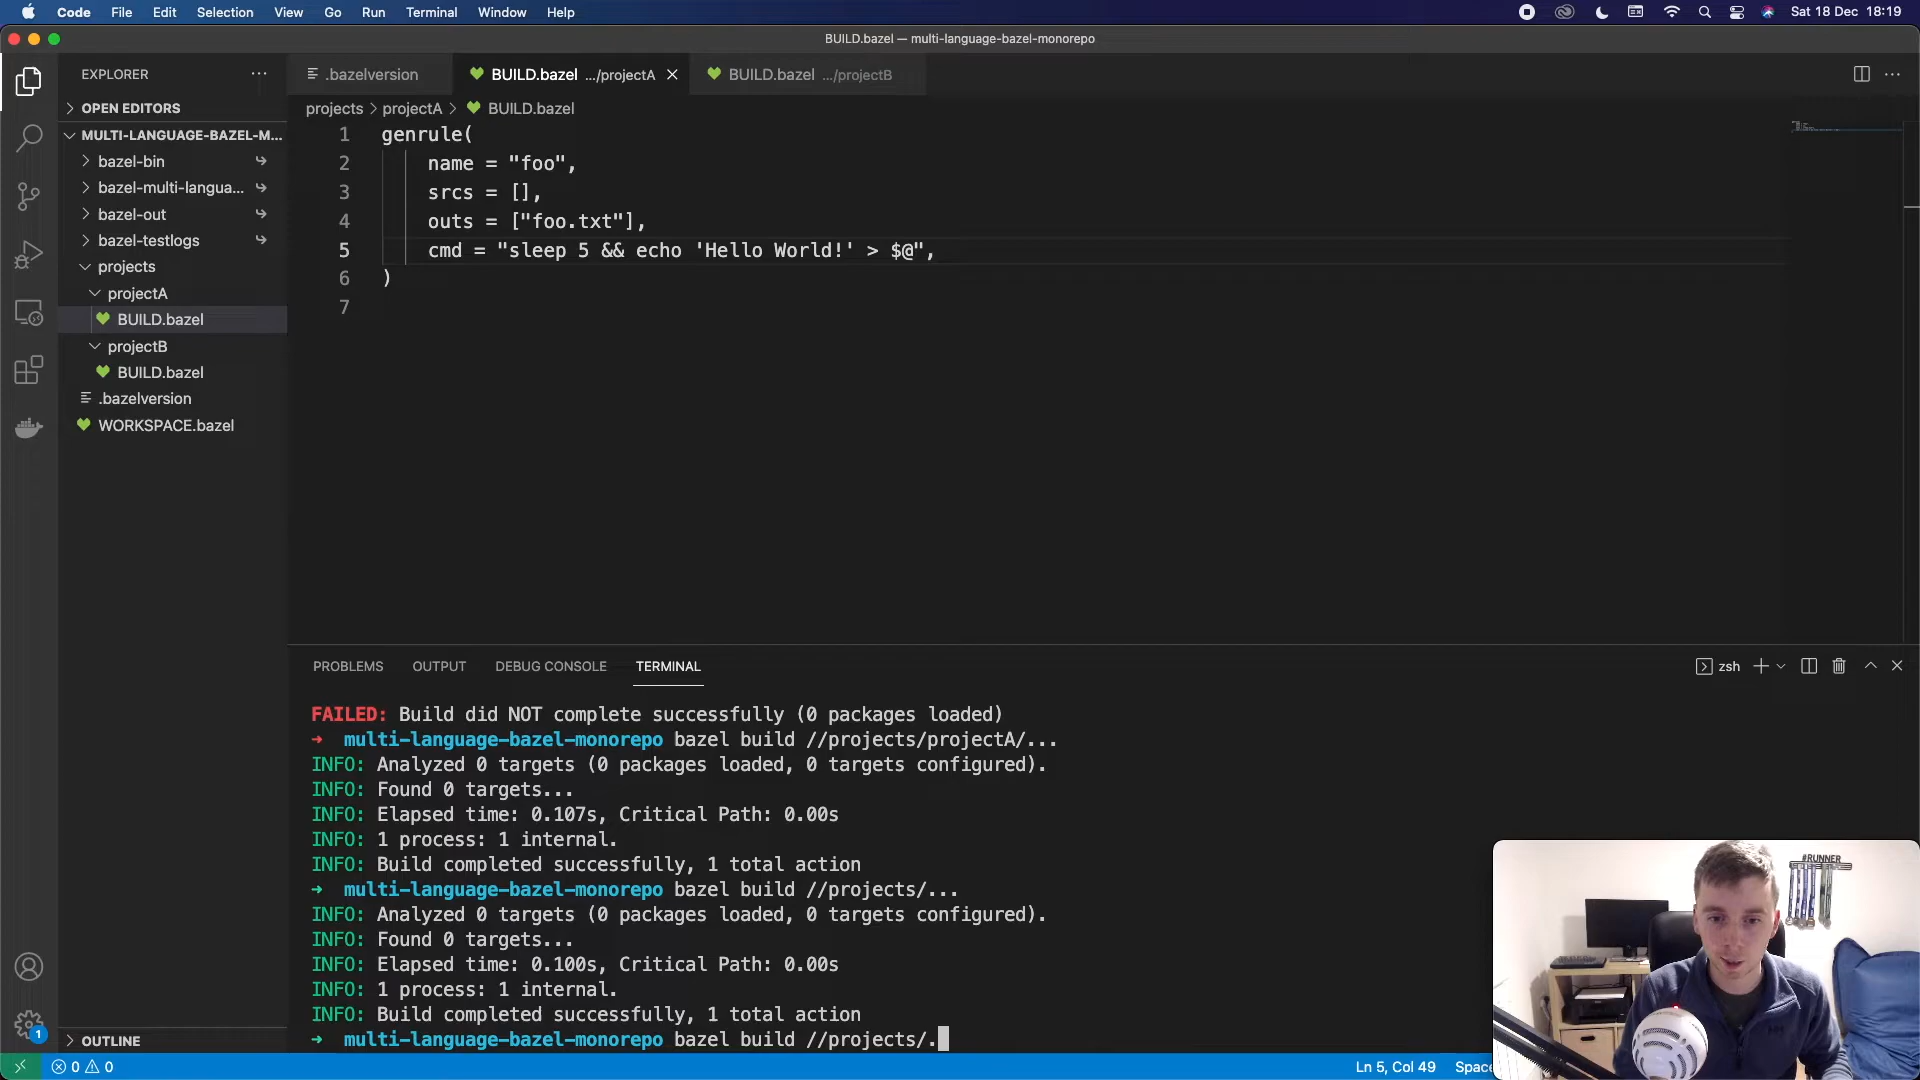 Code File Edit Selection View Go Run Terminal Window Help
Sat 18 Dec 18:19
BUILD.bazel — multi-language-bazel-monorepo
EXPLORER
.bazelversion
BUILD.bazel .../projectA
BUILD.bazel .../projectB
OPEN EDITORS
MULTI-LANGUAGE-BAZEL-M...
bazel-bin
bazel-multi-langua...
bazel-out
bazel-testlogs
projects
projectA
BUILD.bazel
projectB
BUILD.bazel
.bazelversion
WORKSPACE.bazel
OUTLINE
projects > projectA > BUILD.bazel
1 genrule(
2 name = "foo",
3 srcs = [],
4 outs = ["foo.txt"],
5 cmd = "sleep 5 && echo 'Hello World!' > $@",
6 )
7
PROBLEMS OUTPUT DEBUG CONSOLE TERMINAL
zsh
FAILED: Build did NOT complete successfully (0 packages loaded)
➜ multi-language-bazel-monorepo bazel build //projects/projectA/...
INFO: Analyzed 0 targets (0 packages loaded, 0 targets configured).
INFO: Found 0 targets...
INFO: Elapsed time: 0.107s, Critical Path: 0.00s
INFO: 1 process: 1 internal.
INFO: Build completed successfully, 1 total action
➜ multi-language-bazel-monorepo bazel build //projects/...
INFO: Analyzed 0 targets (0 packages loaded, 0 targets configured).
INFO: Found 0 targets...
INFO: Elapsed time: 0.100s, Critical Path: 0.00s
INFO: 1 process: 1 internal.
INFO: Build completed successfully, 1 total action
➜ multi-language-bazel-monorepo bazel build //projects/.
#RUNNER
1
0 0
Ln 5, Col 49 Space